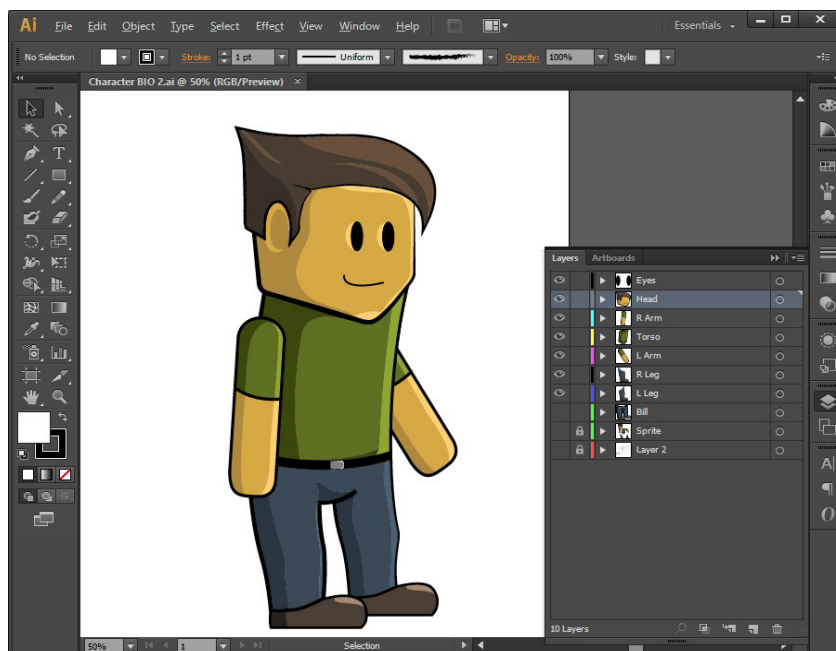 Ai File Edit Object Type Select Effect View Window Help Br Essentials
No Selection Stroke: 1 pt Uniform Opacity: 100% Style:
Character BIO 2.ai @ 50% (RGB/Preview) ×
Layers Artboards
Eyes
Head
R Arm
Torso
L Arm
R Leg
L Leg
Bill
Sprite
Layer 2
10 Layers
50% 1 Selection